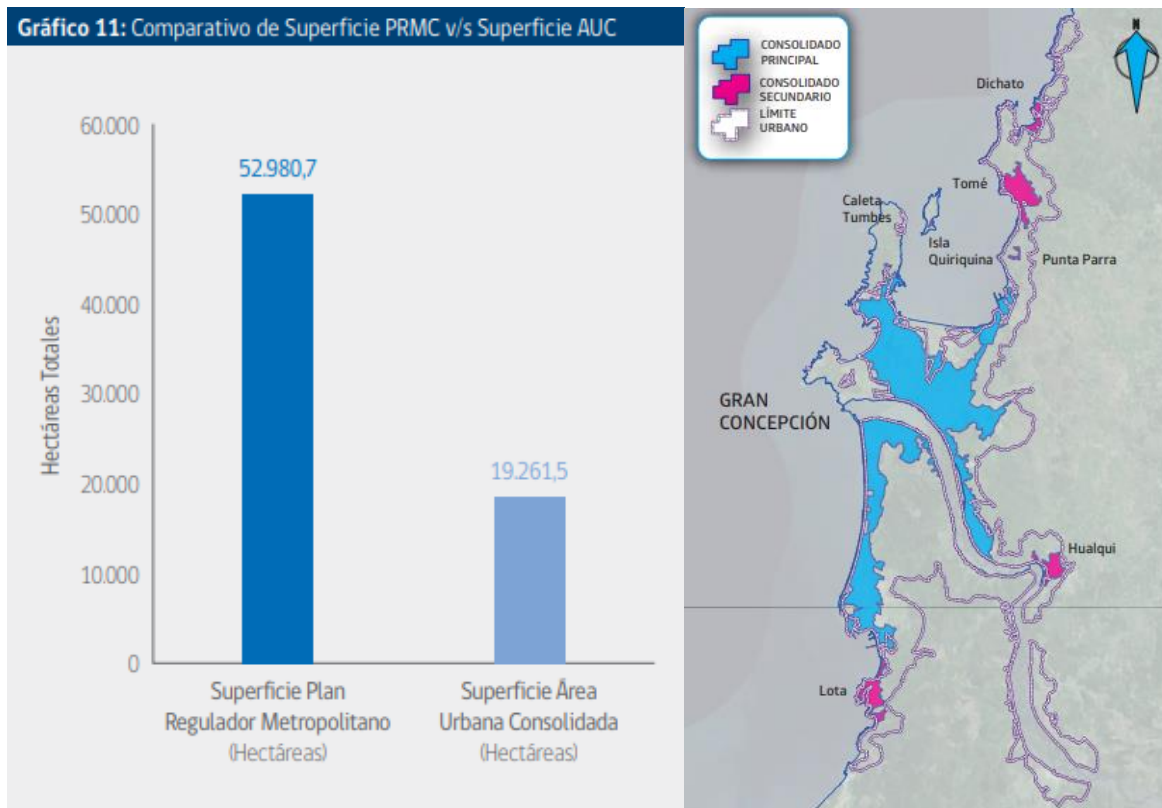 Gráfico 11: Comparativo de Superficie PRMC v/s Superficie AUC
Hectáreas Totales
60.000
50.000
40.000
30.000
20.000
10.000
0
52.980,7
19.261,5
Superficie Plan
Regulador Metropolitano
(Hectáreas)
Superficie Área
Urbana Consolidada
(Hectáreas)
CONSOLIDADO
PRINCIPAL
CONSOLIDADO
SECUNDARIO
LÍMITE
URBANO
N
Dichato
Tomé
Caleta
Tumbes
Isla
Quiriquina
Punta Parra
GRAN
CONCEPCIÓN
Hualqui
Lota